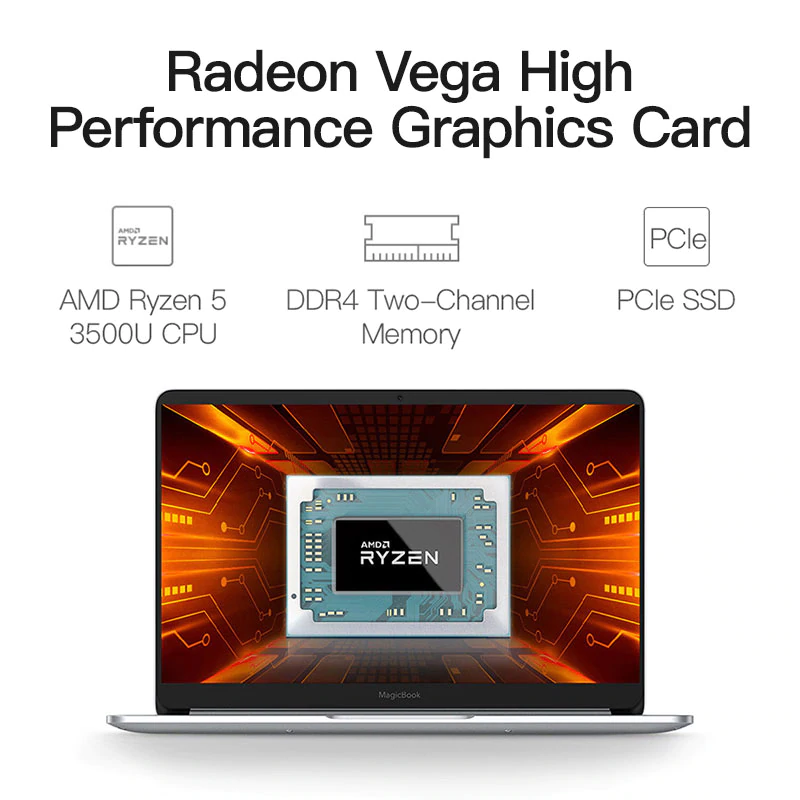 Radeon Vega High
Performance Graphics Card
AMD
RYZEN
PCIe
AMD Ryzen 5
3500U CPU
DDR4 Two-Channel
Memory
PCIe SSD
AMD
RYZEN
MagicBook